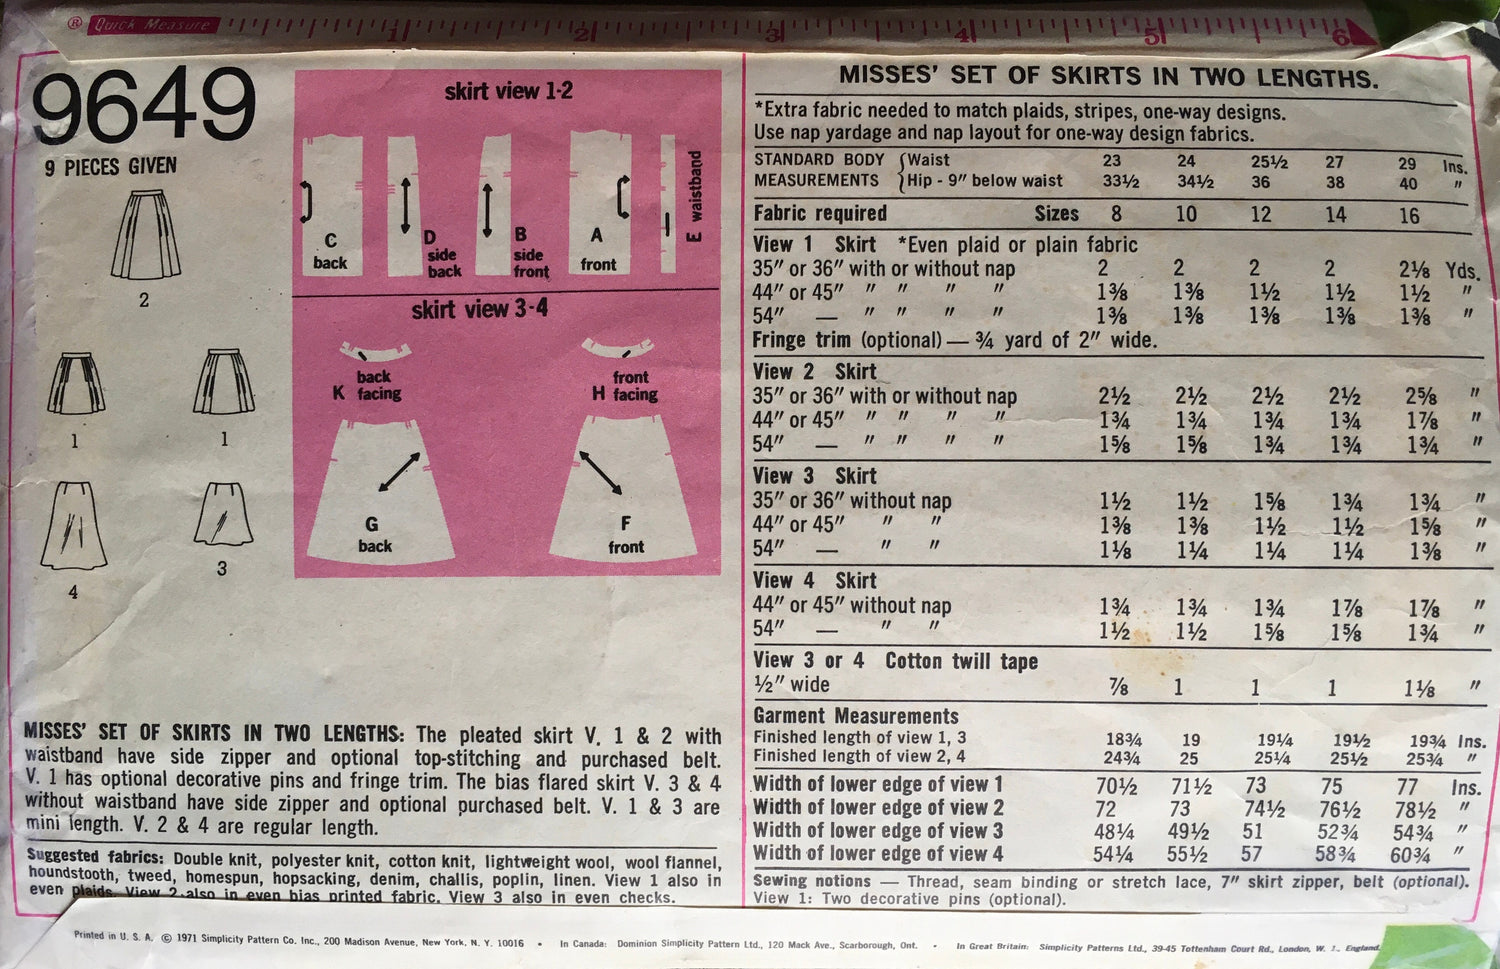 ® Quick Measure 1 2 3 4 5 6
9649
9 PIECES GIVEN
2
1
1
4
3
skirt view 1-2
C
back
D
side
back
B
side
front
A
front
E waistband
skirt view 3-4
back
K facing
front
H facing
G
back
F
front
MISSES' SET OF SKIRTS IN TWO LENGTHS: The pleated skirt V. 1 & 2 with
waistband have side zipper and optional top-stitching and purchased belt.
V. 1 has optional decorative pins and fringe trim. The bias flared skirt V. 3 & 4
without waistband have side zipper and optional purchased belt. V. 1 & 3 are
mini length. V. 2 & 4 are regular length.
Suggested fabrics: Double knit, polyester knit, cotton knit, lightweight wool, wool flannel,
houndstooth, tweed, homespun, hopsacking, denim, challis, poplin, linen. View 1 also in
even plaids. View 2 also in even bias printed fabric. View 3 also in even checks.
MISSES' SET OF SKIRTS IN TWO LENGTHS.
*Extra fabric needed to match plaids, stripes, one-way designs.
Use nap yardage and nap layout for one-way design fabrics.
STANDARD BODY { Waist 23 24 25½ 27 29 Ins.
MEASUREMENTS { Hip - 9" below waist 33½ 34½ 36 38 40 "
Fabric required Sizes 8 10 12 14 16
View 1 Skirt *Even plaid or plain fabric
35" or 36" with or without nap 2 2 2 2 2⅛ Yds.
44" or 45" " " " " 1⅜ 1⅜ 1½ 1½ 1½ "
54" — " " " " 1⅜ 1⅜ 1⅜ 1⅜ 1⅜ "
Fringe trim (optional) — ¾ yard of 2" wide.
View 2 Skirt
35" or 36" with or without nap 2½ 2½ 2½ 2½ 2⅝ "
44" or 45" " " " " 1¾ 1¾ 1¾ 1¾ 1⅞ "
54" — " " " " 1⅝ 1⅝ 1¾ 1¾ 1¾ "
View 3 Skirt
35" or 36" without nap 1½ 1½ 1⅝ 1¾ 1¾ "
44" or 45" " " 1⅜ 1⅜ 1½ 1½ 1⅝ "
54" — " " 1⅛ 1¼ 1¼ 1¼ 1⅜ "
View 4 Skirt
44" or 45" without nap 1¾ 1¾ 1¾ 1⅞ 1⅞ "
54" — " " 1½ 1½ 1⅝ 1⅝ 1¾ "
View 3 or 4 Cotton twill tape
½" wide ⅞ 1 1 1 1⅛ "
Garment Measurements
Finished length of view 1, 3 18¾ 19 19¼ 19½ 19¾ Ins.
Finished length of view 2, 4 24¾ 25 25¼ 25½ 25¾ "
Width of lower edge of view 1 70½ 71½ 73 75 77 Ins.
Width of lower edge of view 2 72 73 74½ 76½ 78½ "
Width of lower edge of view 3 48¼ 49½ 51 52¾ 54¾ "
Width of lower edge of view 4 54¼ 55½ 57 58¾ 60¾ "
Sewing notions — Thread, seam binding or stretch lace, 7" skirt zipper, belt (optional).
View 1: Two decorative pins (optional).
Printed in U. S. A. © 1971 Simplicity Pattern Co. Inc., 200 Madison Avenue, New York, N. Y. 10016 • In Canada: Dominion Simplicity Pattern Ltd., 120 Mack Ave., Scarborough, Ont. • In Great Britain: Simplicity Patterns Ltd., 39-45 Tottenham Court Rd., London, W. 1., England.